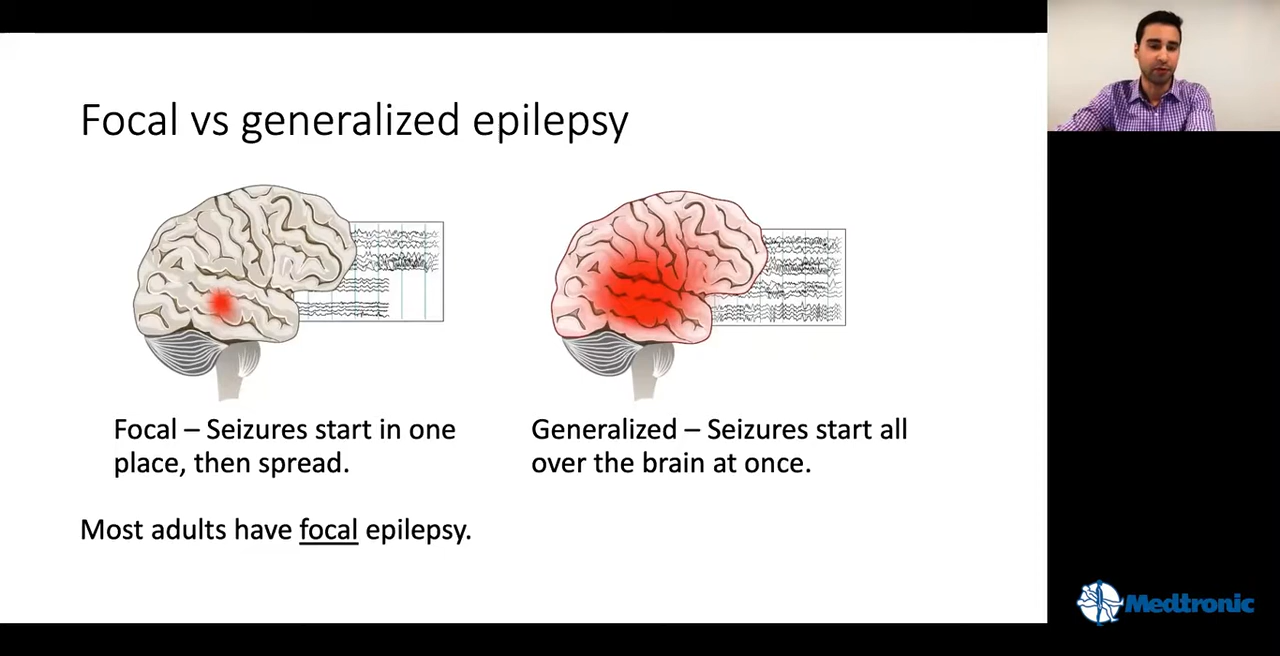 Focal vs generalized epilepsy
Focal – Seizures start in one
place, then spread.
Generalized – Seizures start all
over the brain at once.
Most adults have focal epilepsy.
Medtronic